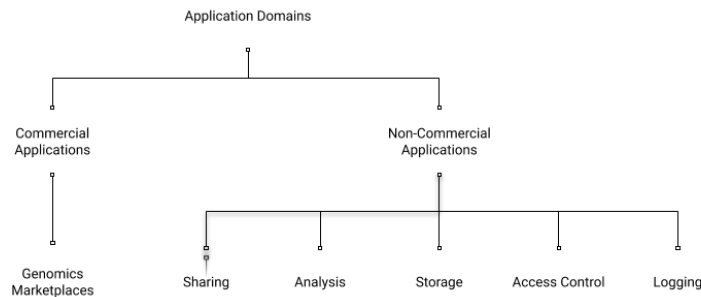 Application Domains
Commercial
Applications
Non-Commercial
Applications
Genomics
Marketplaces
Sharing
Analysis
Storage
Access Control
Logging